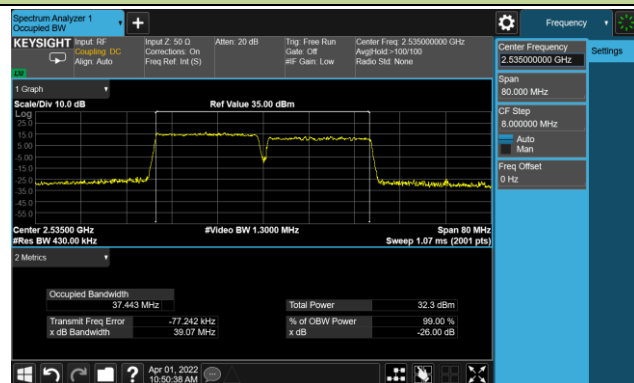 Spectrum Analyzer 1
Occupied BW
Frequency
KEYSIGHT
Input: RF
Coupling: DC
Align: Auto
Input Z: 50 Ω
Corrections: On
Freq Ref: Int (S)
Atten: 20 dB
Trig: Free Run
Gate: Off
#IF Gain: Low
Center Freq: 2.535000000 GHz
Avg|Hold:>100/100
Radio Std: None
Center Frequency
2.535000000 GHz
Settings
Span
80.000 MHz
CF Step
8.000000 MHz
Auto
Man
Freq Offset
0 Hz
1 Graph
Scale/Div 10.0 dB
Ref Value 35.00 dBm
Log
25.0
15.0
5.00
-5.00
-15.0
-25.0
-35.0
-45.0
-55.0
Center 2.53500 GHz
#Video BW 1.3000 MHz
Span 80 MHz
#Res BW 430.00 kHz
Sweep 1.07 ms (2001 pts)
2 Metrics
Occupied Bandwidth
37.443 MHz
Total Power 32.3 dBm
Transmit Freq Error -77.242 kHz
% of OBW Power 99.00 %
x dB Bandwidth 39.07 MHz
x dB -26.00 dB
Apr 01, 2022
10:50:38 AM